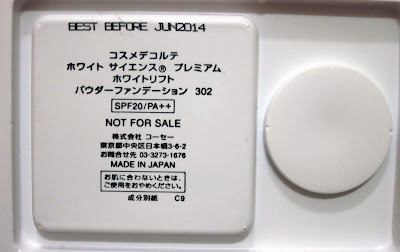 BEST BEFORE JUN2014
コスメデコルテ
ホワイト サイエンス® プレミアム
ホワイトリフト
パウダーファンデーション 302
SPF20/PA++
NOT FOR SALE
株式会社 コーセー
東京都中央区日本橋3-6-2
お問合せ先 03-3273-1676
MADE IN JAPAN
お肌に合わないときは、
ご使用をおやめください。
成分別紙 C9